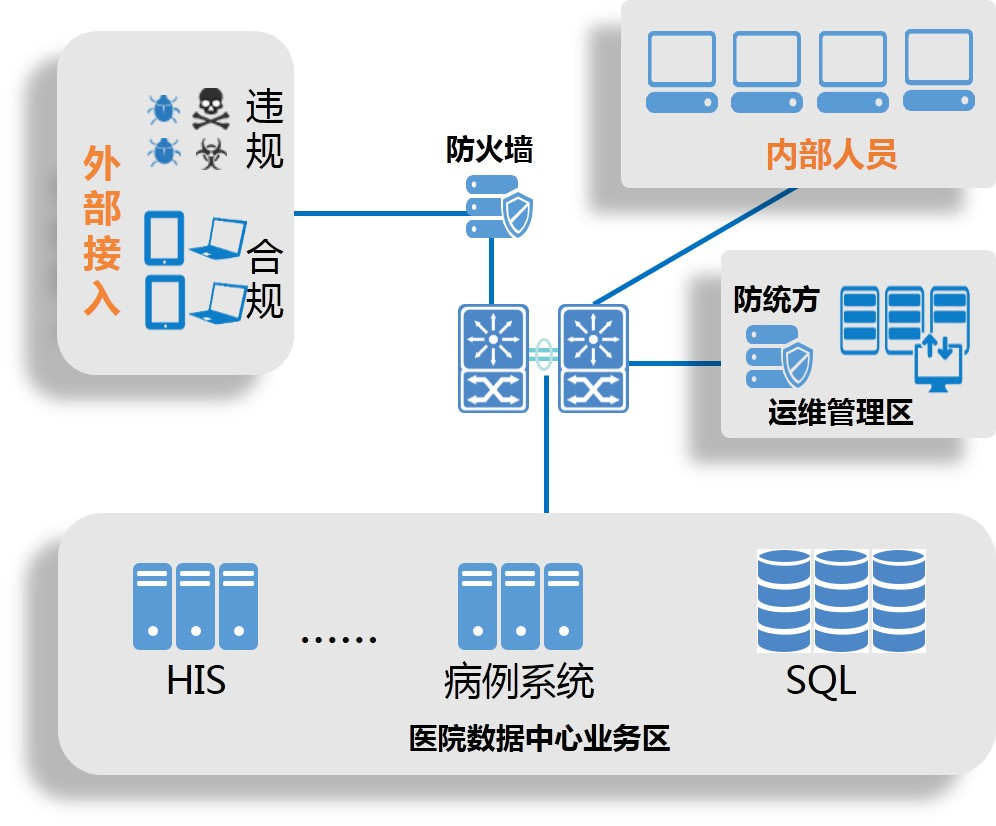 外部接入
违规
合规
防火墙
内部人员
防统方
运维管理区
HIS
……
病例系统
SQL
医院数据中心业务区